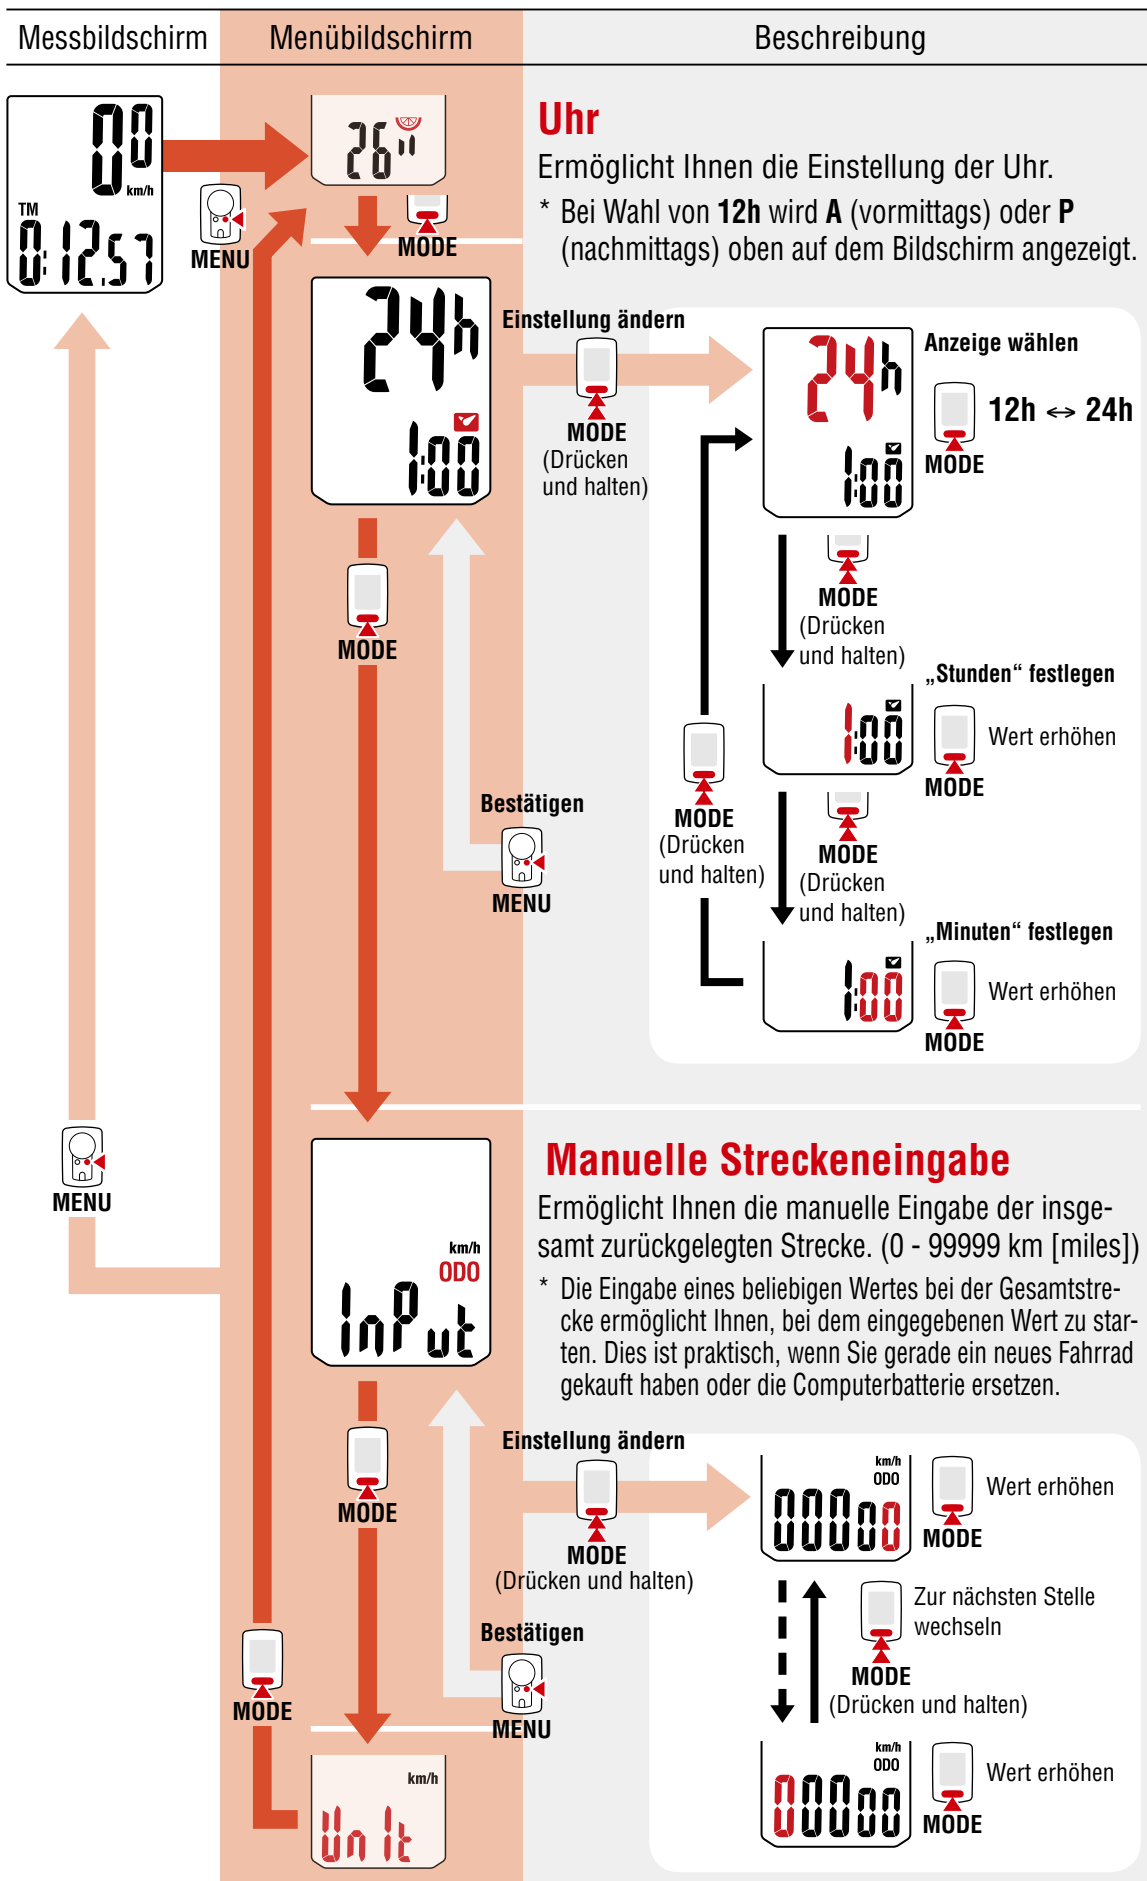 Messbildschirm
Menübildschirm
Beschreibung
00
km/h
TM
0:12.57
MENU
26"
MODE
Uhr
Ermöglicht Ihnen die Einstellung der Uhr.
* Bei Wahl von 12h wird A (vormittags) oder P
(nachmittags) oben auf dem Bildschirm angezeigt.
24h
1:00
Einstellung ändern
MODE
(Drücken
und halten)
24h
1:00
Anzeige wählen
12h ↔ 24h
MODE
MODE
(Drücken
und halten)
MODE
„Stunden“ festlegen
1:00
Wert erhöhen
MODE
Bestätigen
MENU
MODE
(Drücken
und halten)
MODE
(Drücken
und halten)
„Minuten“ festlegen
1:00
Wert erhöhen
MODE
MENU
Manuelle Streckeneingabe
Ermöglicht Ihnen die manuelle Eingabe der insge-
samt zurückgelegten Strecke. (0 - 99999 km [miles])
* Die Eingabe eines beliebigen Wertes bei der Gesamtstre-
cke ermöglicht Ihnen, bei dem eingegebenen Wert zu star-
ten. Dies ist praktisch, wenn Sie gerade ein neues Fahrrad
gekauft haben oder die Computerbatterie ersetzen.
km/h
ODO
InPut
MODE
Einstellung ändern
MODE
(Drücken und halten)
km/h
ODO
00000
Wert erhöhen
MODE
Zur nächsten Stelle
wechseln
MODE
(Drücken und halten)
Bestätigen
MENU
MODE
km/h
Unit
km/h
ODO
00000
Wert erhöhen
MODE